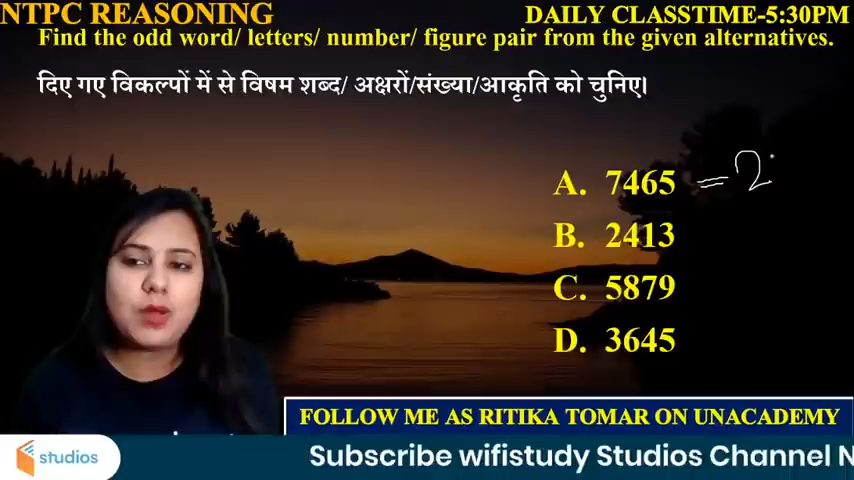 NTPC REASONING
DAILY CLASSTIME-5:30PM
Find the odd word/ letters/ number/ figure pair from the given alternatives.
दिए गए विकल्पों में से विषम शब्द/ अक्षरों/संख्या/आकृति को चुनिए।
A. 7465 = 2
B. 2413
C. 5879
D. 3645
FOLLOW ME AS RITIKA TOMAR ON UNACADEMY
studios
Subscribe wifistudy Studios Channel N